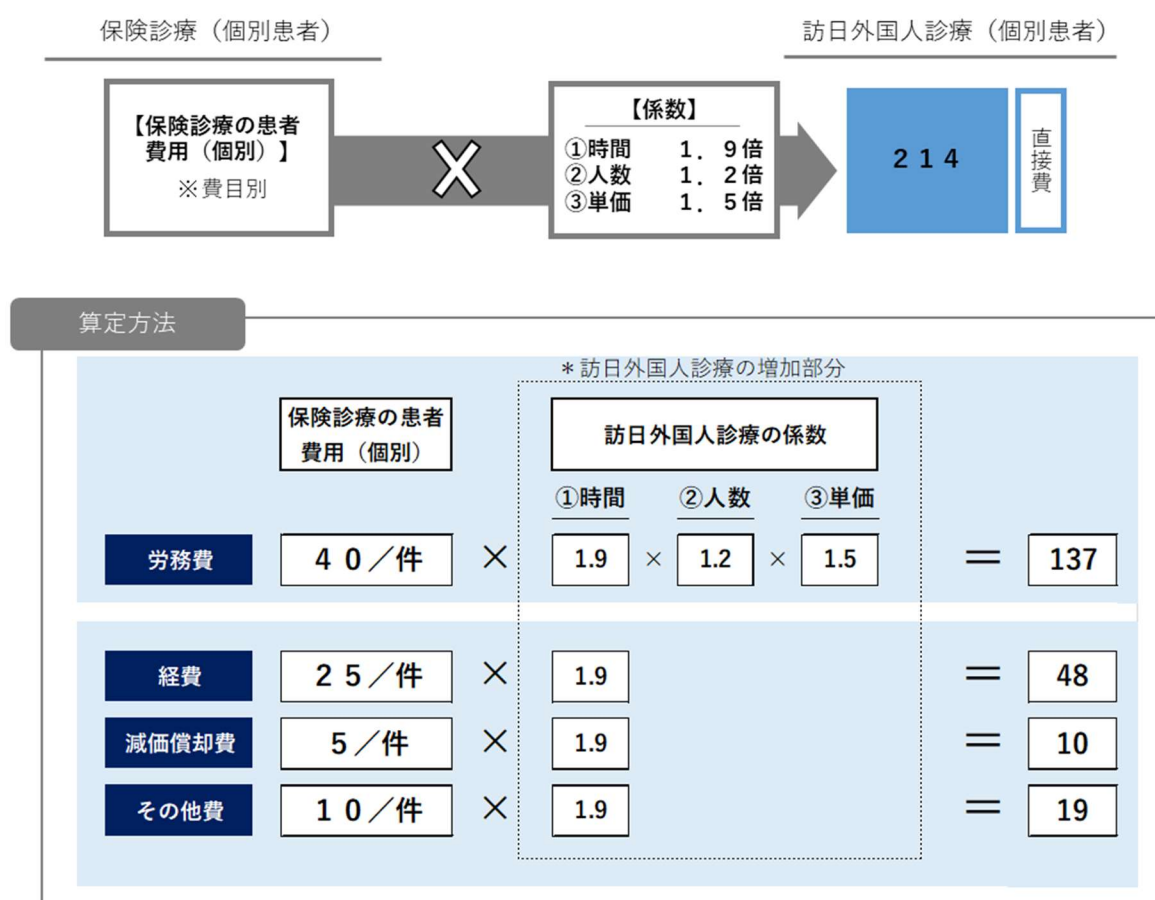 保険診療（個別患者）
訪日外国人診療（個別患者）
【保険診療の患者
費用（個別）】
※費目別
×
【係数】
①時間　１．９倍
②人数　１．２倍
③単価　１．５倍
２１４
直接費
算定方法
＊訪日外国人診療の増加部分
保険診療の患者
費用（個別）
訪日外国人診療の係数
①時間　②人数　③単価
労務費　４０／件　×　1.9　×　1.2　×　1.5　＝　137
経費　２５／件　×　1.9　＝　48
減価償却費　５／件　×　1.9　＝　10
その他費　１０／件　×　1.9　＝　19